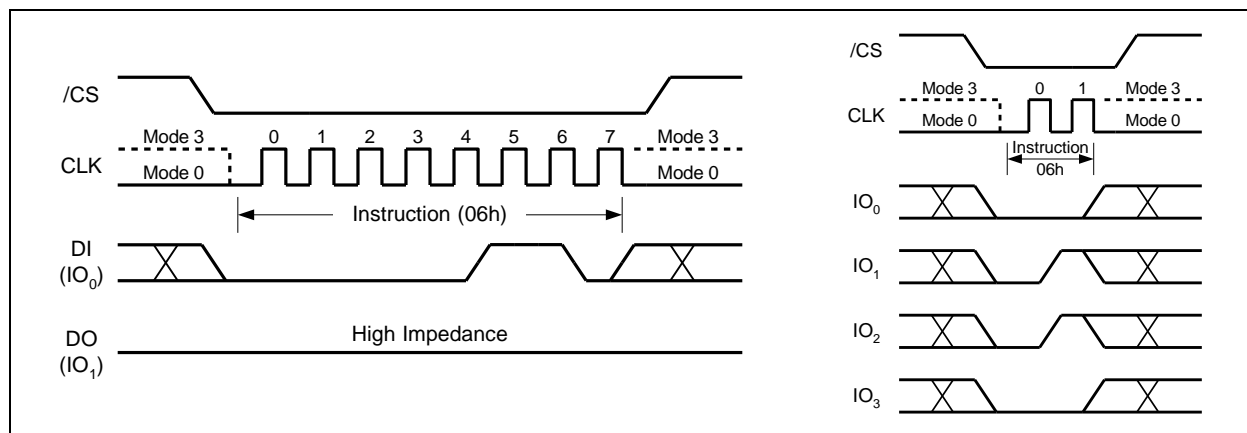 /CS
Mode 3
0 1 2 3 4 5 6 7
Mode 3
CLK
Mode 0
Mode 0
Instruction (06h)
DI
(IO0)
High Impedance
DO
(IO1)
/CS
Mode 3
0 1
Mode 3
CLK
Mode 0
Mode 0
Instruction
06h
IO0
IO1
IO2
IO3